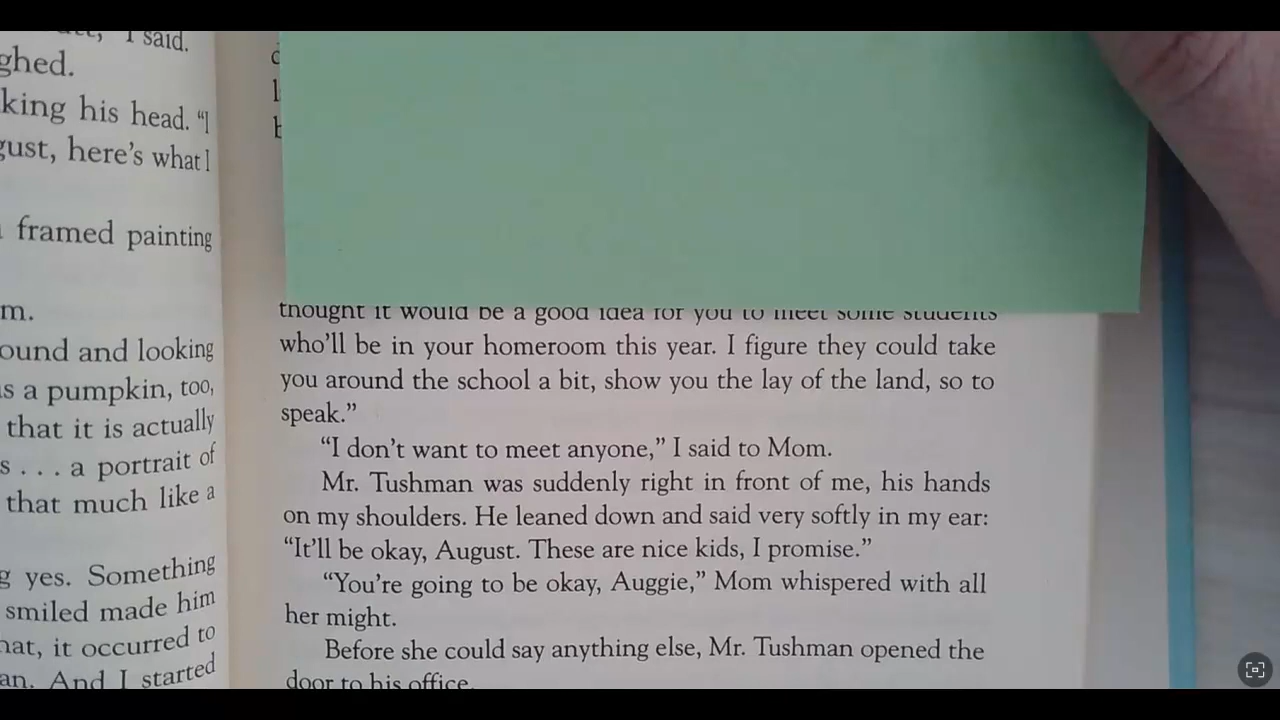 I said.
ghed.
king his head. “I
gust, here’s what I
framed painting
m.
ound and looking
s a pumpkin, too,
that it is actually
s . . . a portrait of
that much like a
g yes. Something
smiled made him
hat, it occurred to
an. And I started
thought it would be a good idea for you to meet some students
who’ll be in your homeroom this year. I figure they could take
you around the school a bit, show you the lay of the land, so to
speak.”
“I don’t want to meet anyone,” I said to Mom.
Mr. Tushman was suddenly right in front of me, his hands
on my shoulders. He leaned down and said very softly in my ear:
“It’ll be okay, August. These are nice kids, I promise.”
“You’re going to be okay, Auggie,” Mom whispered with all
her might.
Before she could say anything else, Mr. Tushman opened the
door to his office.